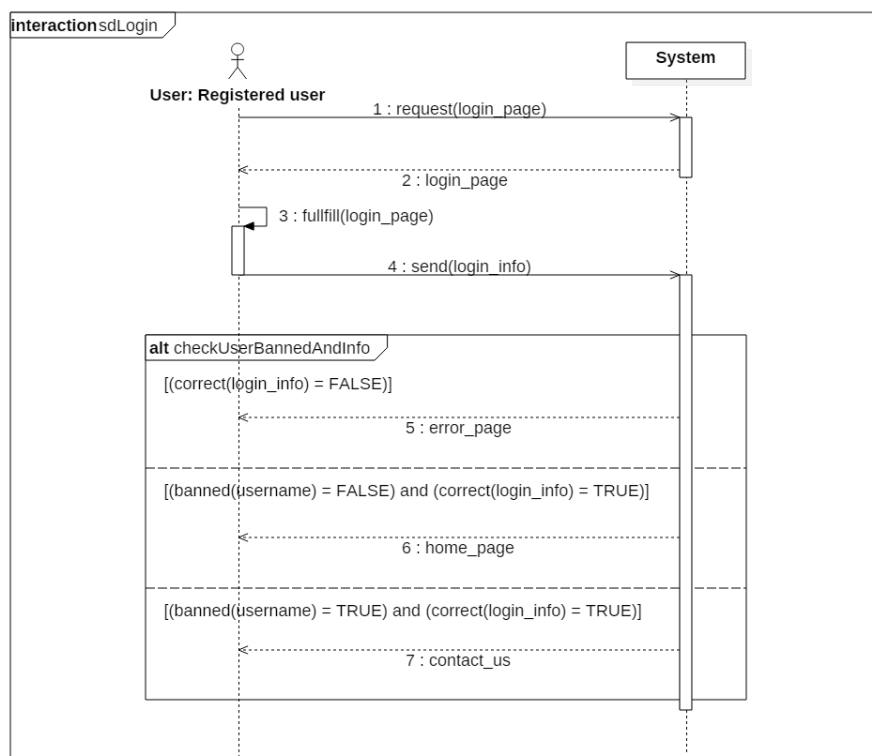 interaction sdLogin
System
User: Registered user
1 : request(login_page)
2 : login_page
3 : fullfill(login_page)
4 : send(login_info)
alt checkUserBannedAndInfo
[(correct(login_info) = FALSE)]
5 : error_page
[(banned(username) = FALSE) and (correct(login_info) = TRUE)]
6 : home_page
[(banned(username) = TRUE) and (correct(login_info) = TRUE)]
7 : contact_us